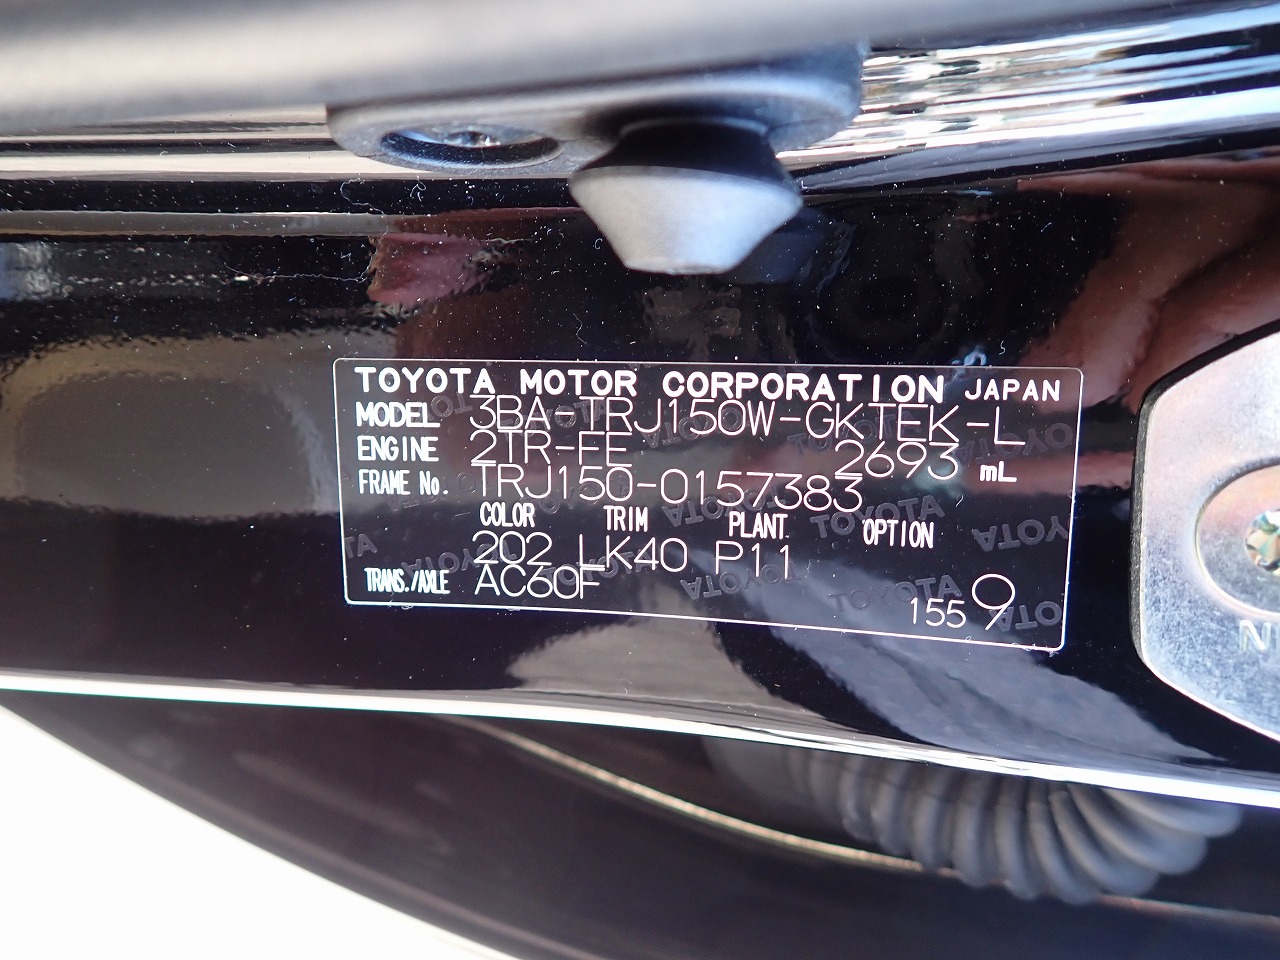 TOYOTA MOTOR CORPORATION JAPAN
MODEL 3BA-TRJ150W-GKTEK-L
ENGINE 2TR-FE 2693 mL
FRAME No. TRJ150-0157383
COLOR TRIM PLANT OPTION
202 LK40 P11
TRANS./AXLE AC60F
155 9